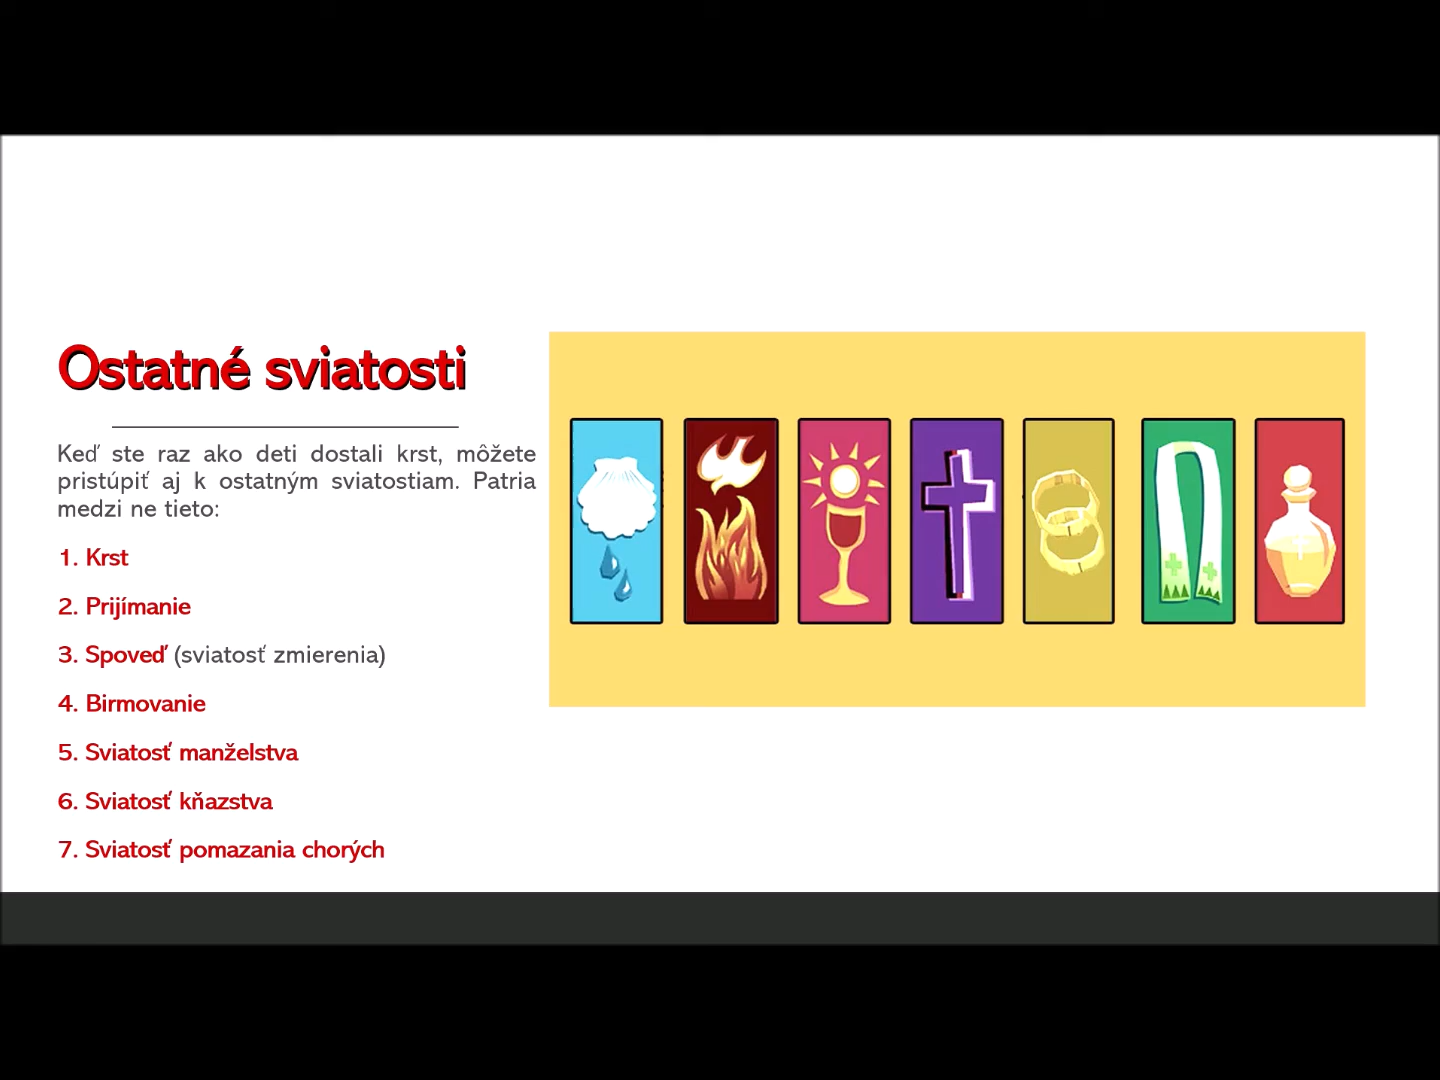 Ostatné sviatosti
Keď ste raz ako deti dostali krst, môžete
pristúpiť aj k ostatným sviatostiam. Patria
medzi ne tieto:
1. Krst
2. Prijímanie
3. Spoveď (sviatosť zmierenia)
4. Birmovanie
5. Sviatosť manželstva
6. Sviatosť kňazstva
7. Sviatosť pomazania chorých